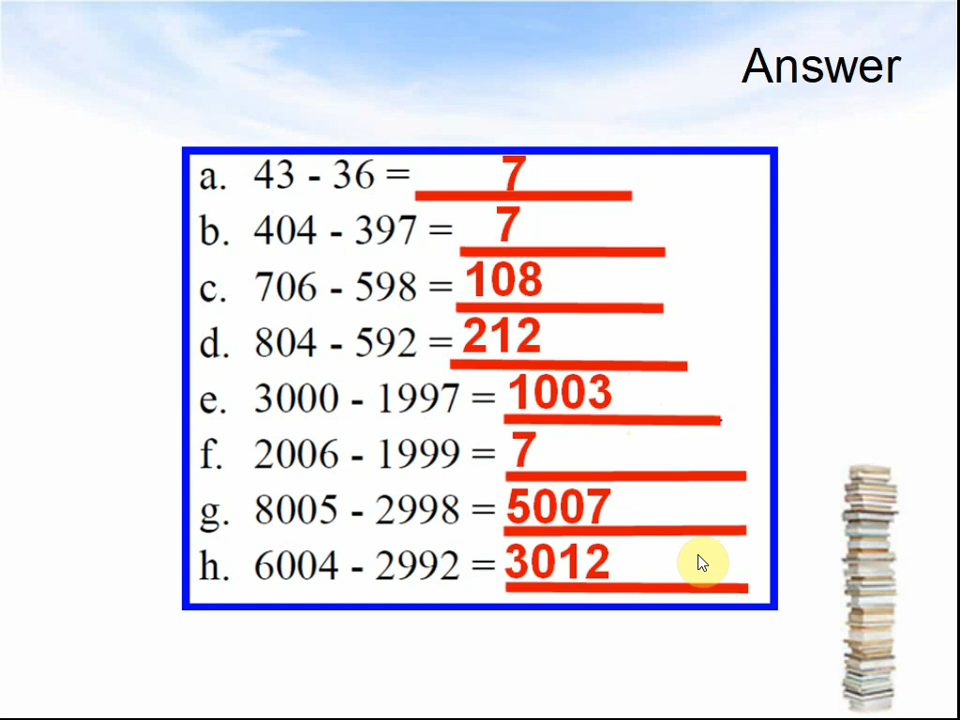 Answer
a. 43 - 36 = 7
b. 404 - 397 = 7
c. 706 - 598 = 108
d. 804 - 592 = 212
e. 3000 - 1997 = 1003
f. 2006 - 1999 = 7
g. 8005 - 2998 = 5007
h. 6004 - 2992 = 3012